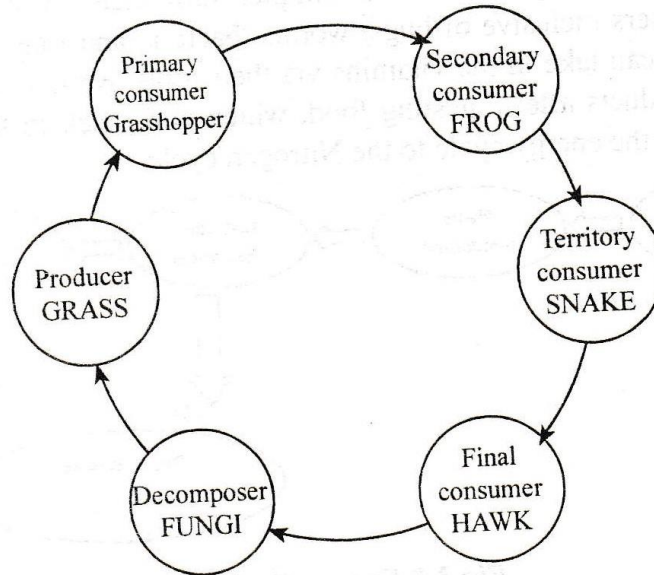 Primary
consumer
Grasshopper
Secondary
consumer
FROG
Territory
consumer
SNAKE
Final
consumer
HAWK
Decomposer
FUNGI
Producer
GRASS